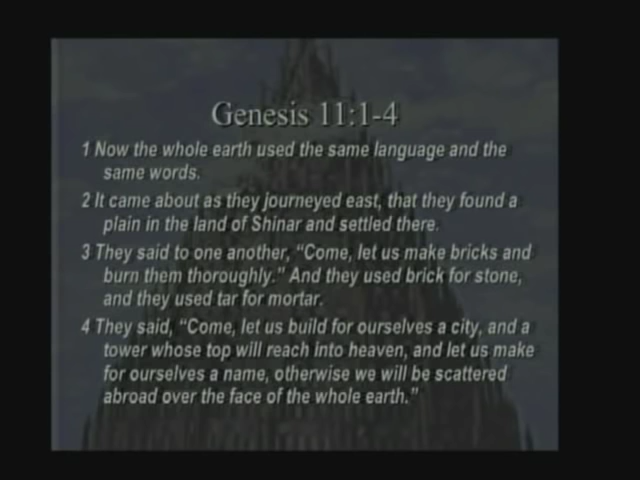 Genesis 11:1-4
1 Now the whole earth used the same language and the
same words.
2 It came about as they journeyed east, that they found a
plain in the land of Shinar and settled there.
3 They said to one another, “Come, let us make bricks and
burn them thoroughly.” And they used brick for stone,
and they used tar for mortar.
4 They said, “Come, let us build for ourselves a city, and a
tower whose top will reach into heaven, and let us make
for ourselves a name, otherwise we will be scattered
abroad over the face of the whole earth.”